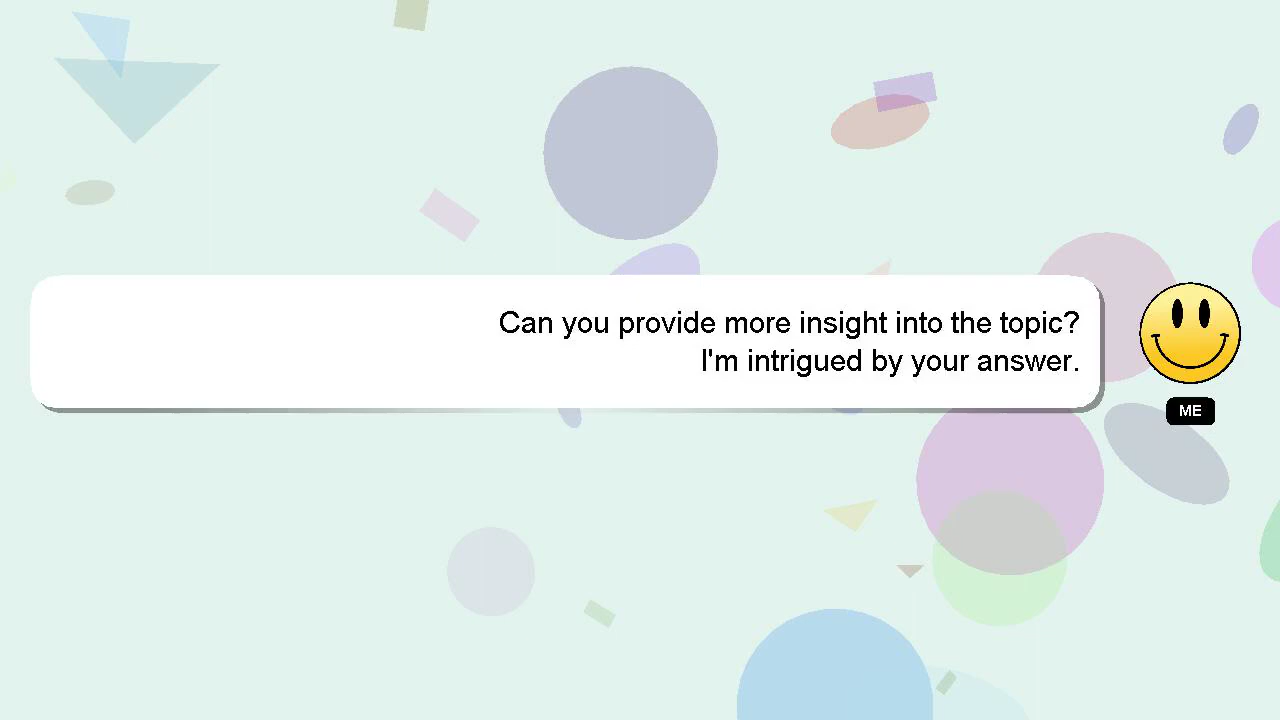 Can you provide more insight into the topic?
I'm intrigued by your answer.
ME